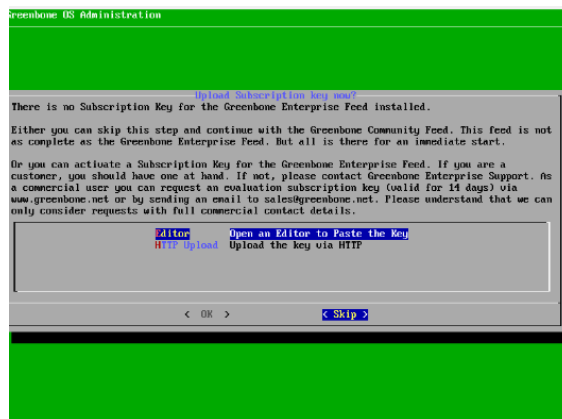 Greenbone OS Administration
Upload Subscription key now?
There is no Subscription Key for the Greenbone Enterprise Feed installed.
Either you can skip this step and continue with the Greenbone Community Feed. This feed is not
as complete as the Greenbone Enterprise Feed. But all is there for an immediate start.
Or you can activate a Subscription Key for the Greenbone Enterprise Feed. If you are a
customer, you should have one at hand. If not, please contact Greenbone Enterprise Support. As
a commercial user you can request an evaluation subscription key (valid for 14 days) via
www.greenbone.net or by sending an email to sales@greenbone.net. Please understand that we can
only consider requests with full commercial contact details.
Editor Open an Editor to Paste the Key
HTTP Upload Upload the key via HTTP
< OK > < Skip >